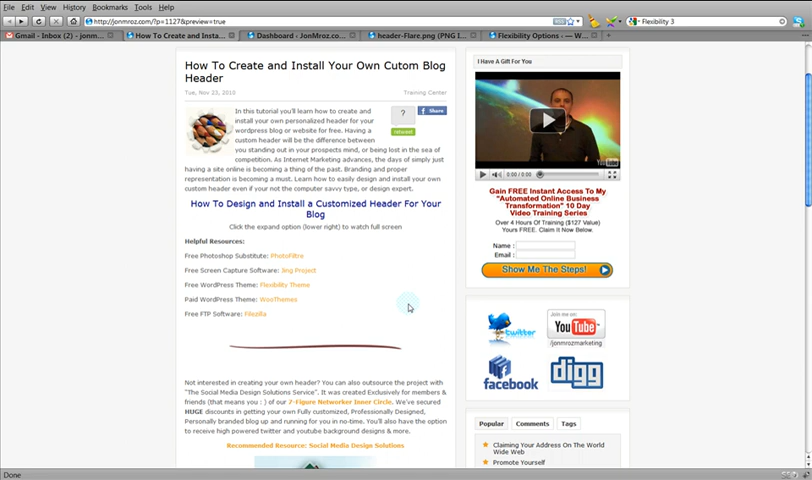 File Edit View History Bookmarks Tools Help
http://jonmroz.com/?p=1127&preview=true
Flexibility 3
Gmail - Inbox (2) - jonm...
How To Create and Insta...
Dashboard ‹ JonMroz.co...
header-Flare.png (PNG I...
Flexibility Options ‹ — W...
How To Create and Install Your Own Cutom Blog
Header
Tue, Nov 23, 2010
Training Center
In this tutorial you'll learn how to create and
install your own personalized header for your
wordpress blog or website for free. Having a
custom header will be the difference between
you standing out in your prospects mind, or being lost in the sea of
competition. As Internet Marketing advances, the days of simply just
having a site online is becoming a thing of the past. Branding and proper
representation is becoming a must. Learn how to easily design and install your own
custom header even if your not the computer savvy type, or design expert.
?
retweet
Share
How To Design and Install a Customized Header For Your
Blog
Click the expand option (lower right) to watch full screen
Helpful Resources:
Free Photoshop Substitute: PhotoFiltre
Free Screen Capture Software: Jing Project
Free WordPress Theme: Flexibility Theme
Paid WordPress Theme: WooThemes
Free FTP Software: Filezilla
Not interested in creating your own header? You can also outsource the project with
"The Social Media Design Solutions Service". It was created Exclusively for members &
friends (that means you : ) of our 7-Figure Networker Inner Circle. We've secured
HUGE discounts in getting your own Fully customized, Professionally Designed,
Personally branded blog up and running for you in no-time. You'll also have the option
to receive high powered twitter and youtube background designs & more.
Recommended Resource: Social Media Design Solutions
I Have A Gift For You
YouTube
0:00 / 0:00
Gain FREE Instant Access To My
"Automated Online Business
Transformation" 10 Day
Video Training Series
Over 4 Hours Of Training ($127 Value)
Yours FREE. Claim It Now Below.
Name :
Email :
Show Me The Steps!
twitter
Join me on:
YouTube
/jonmrozmarketing
facebook
digg
Popular
Comments
Tags
Claiming Your Address On The World
Wide Web
Promote Yourself
Done